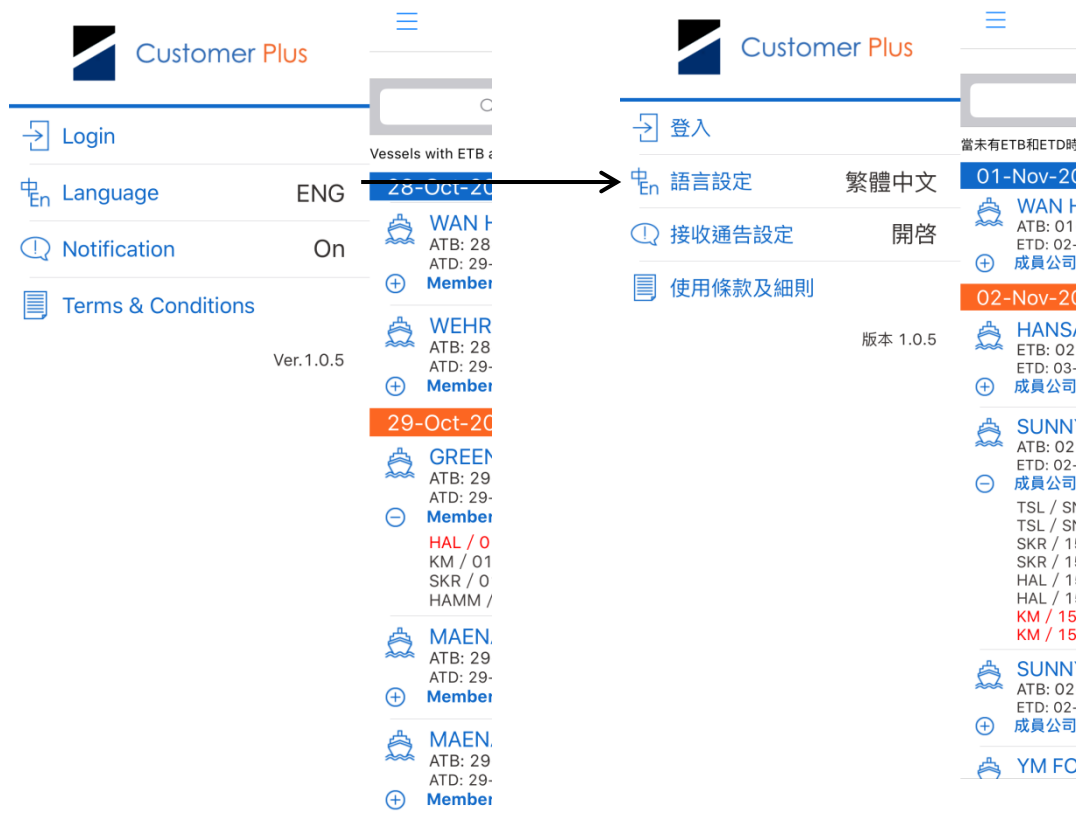 Customer Plus
Login
Language ENG
Notification On
Terms & Conditions
Ver.1.0.5
Vessels with ETB
28-Oct-20
WAN H
ATB: 28
ATD: 29-
Member
WEHR
ATB: 28
ATD: 29-
Member
29-Oct-20
GREEN
ATB: 29
ATD: 29-
Member
HAL / 0
KM / 01
SKR / 0
HAMM /
MAEN
ATB: 29
ATD: 29-
Member
MAEN
ATB: 29
ATD: 29-
Member
Customer Plus
登入
語言設定 繁體中文
接收通告設定 開啓
使用條款及細則
版本 1.0.5
當未有ETB和ETD時
01-Nov-20
WAN H
ATB: 01
ETD: 02-
成員公司
02-Nov-20
HANSA
ETB: 02
ETD: 03-
成員公司
SUNNY
ATB: 02
ETD: 02-
成員公司
TSL / SN
TSL / SN
SKR / 15
SKR / 15
HAL / 15
HAL / 15
KM / 15
KM / 15
SUNNY
ATB: 02
ETD: 02-
成員公司
YM FO